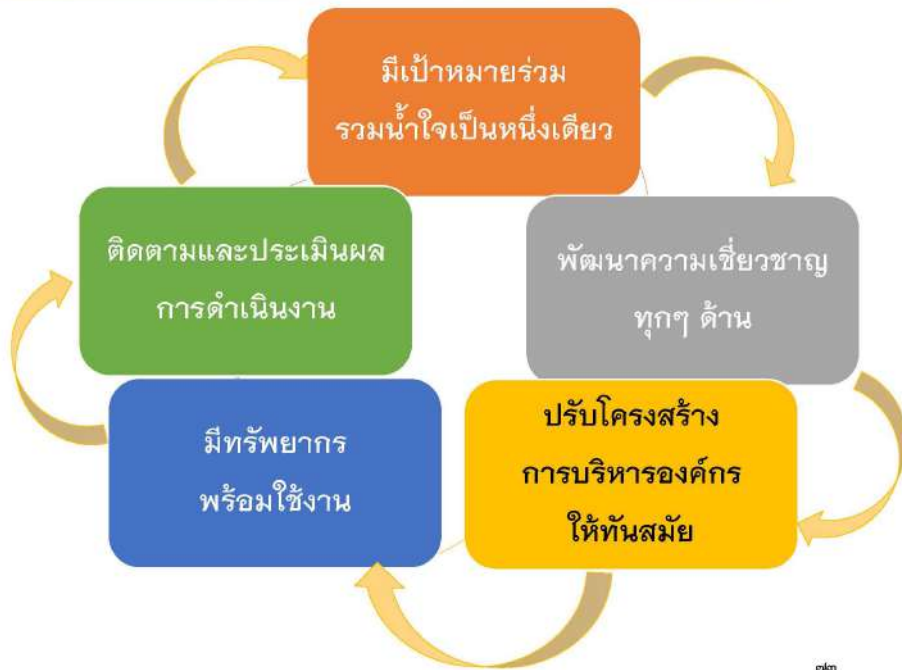 มีเป้าหมายร่วม
รวมน้ำใจเป็นหนึ่งเดียว
พัฒนาความเชี่ยวชาญ
ทุกๆ ด้าน
ปรับโครงสร้าง
การบริหารองค์กร
ให้ทันสมัย
มีทรัพยากร
พร้อมใช้งาน
ติดตามและประเมินผล
การดำเนินงาน